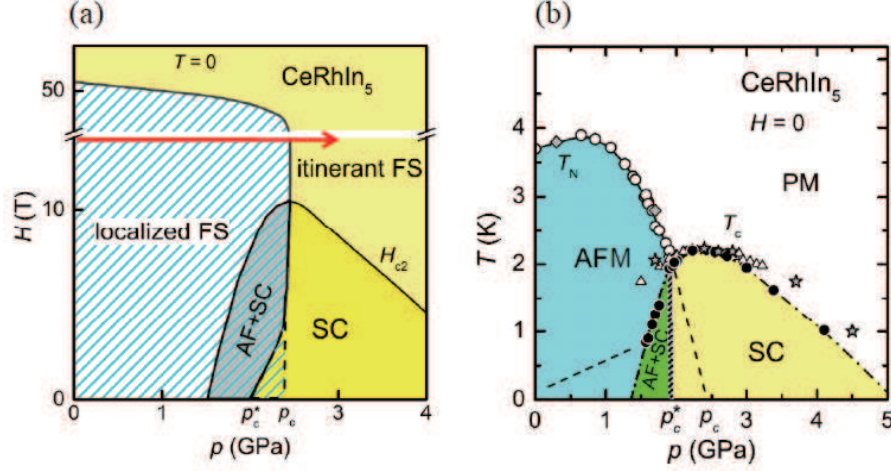 (a)
T = 0
CeRhIn5
50
itinerant FS
10
localized FS
Hc2
AF+SC
SC
H (T)
0
0
1
pc*
pc
3
4
p (GPa)
(b)
CeRhIn5
H = 0
4
TN
PM
3
Tc
AFM
2
T (K)
1
AF+SC
SC
0
0
1
pc*
pc
3
4
5
p (GPa)